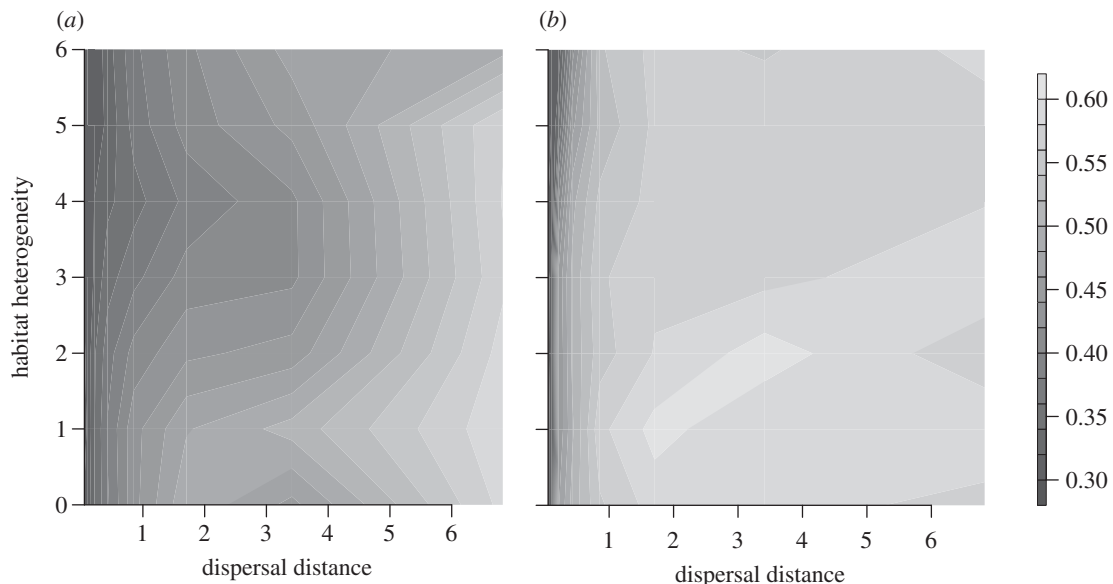 (a) (b)
6
5
4
3
2
1
0
habitat heterogeneity
1 2 3 4 5 6
dispersal distance
1 2 3 4 5 6
dispersal distance
0.60
0.55
0.50
0.45
0.40
0.35
0.30